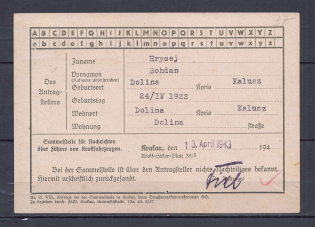 A B C D E F G H I J K L M N O P Q R S T U V W X Y Z
a b c d e f g h i j k l m n o p q r s t u v w x y z
Zuname Hrycej
Vornamen Bohdan
Des Antrag-stellers
Geburtsort Dolina Kreis Kalusz
Geburtstag 24/IV 1922
Wohnort Dolina Kreis Kalusz
Wohnung Dolina straße
Sammelstelle für Nachrichten
über Führer von Kraftfahrzeugen.
Krakau, den 13. April 1943 194
Bei der Sammelstelle ist über den Antragsteller nichts Nachteiliges bekannt.
Hiermit urschriftlich zurückgesandt.